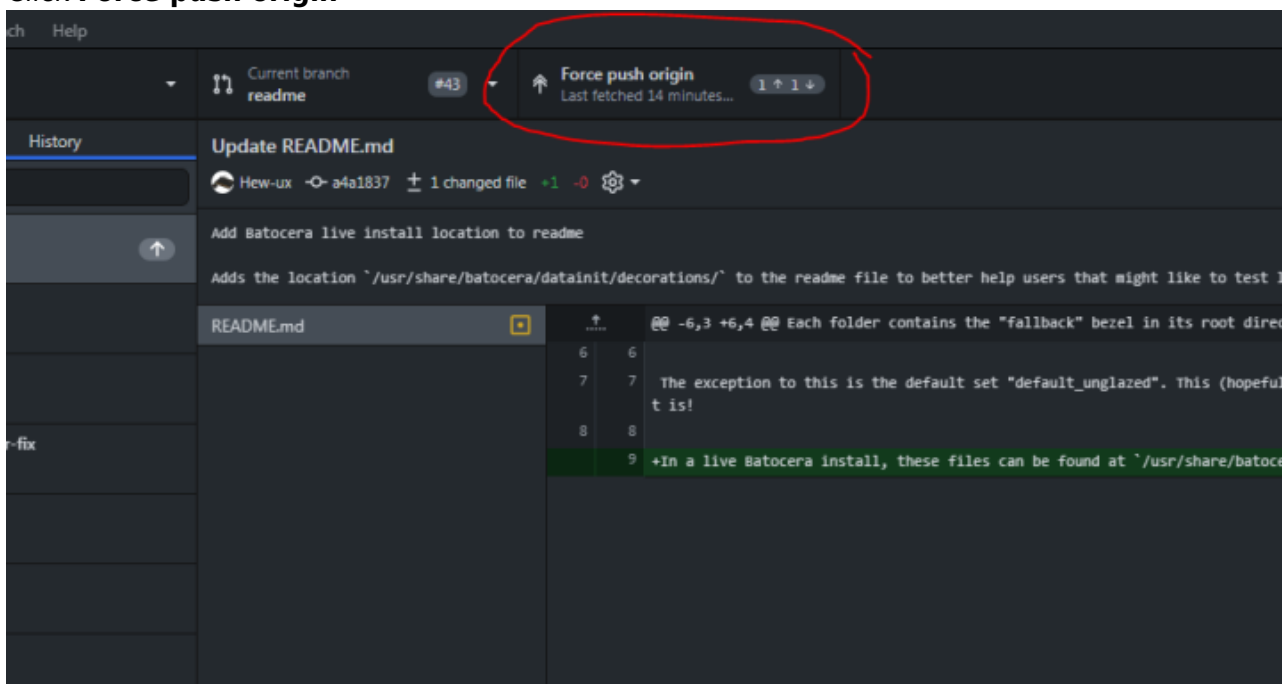 Click Force push origin
ch Help
Current branch
readme
#43
Force push origin
Last fetched 14 minutes...
1 ↑ 1 ↓
History
Update README.md
Hew-ux a4a1837 ± 1 changed file +1 -0
Add Batocera live install location to readme
Adds the location `/usr/share/batocera/datainit/decorations/` to the readme file to better help users that might like to test
README.md
@@ -6,3 +6,4 @@ Each folder contains the "fallback" bezel in its root direc
6 6
7 7 The exception to this is the default set "default_unglazed". This (hopeful
t is!
8 8
r-fix
9 +In a live Batocera install, these files can be found at `/usr/share/batoce